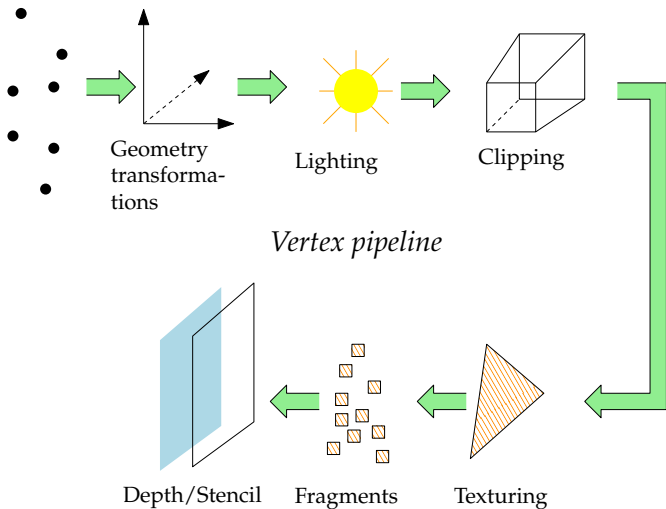 Geometry
transforma-
tions
Lighting
Clipping
Vertex pipeline
Depth/Stencil
Fragments
Texturing